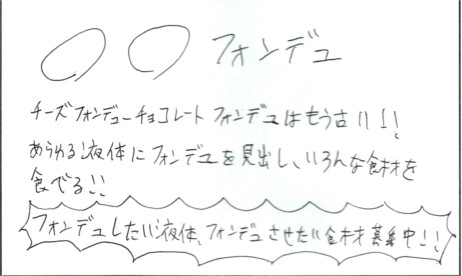 〇〇フォンデュ
チーズフォンデューチョコレートフォンデュはもう古い!!
あらゆる液体にフォンデュを見出し、いろんな食材を
食べる!!
フォンデュしたい液体、フォンデュさせたい食材募集中!!